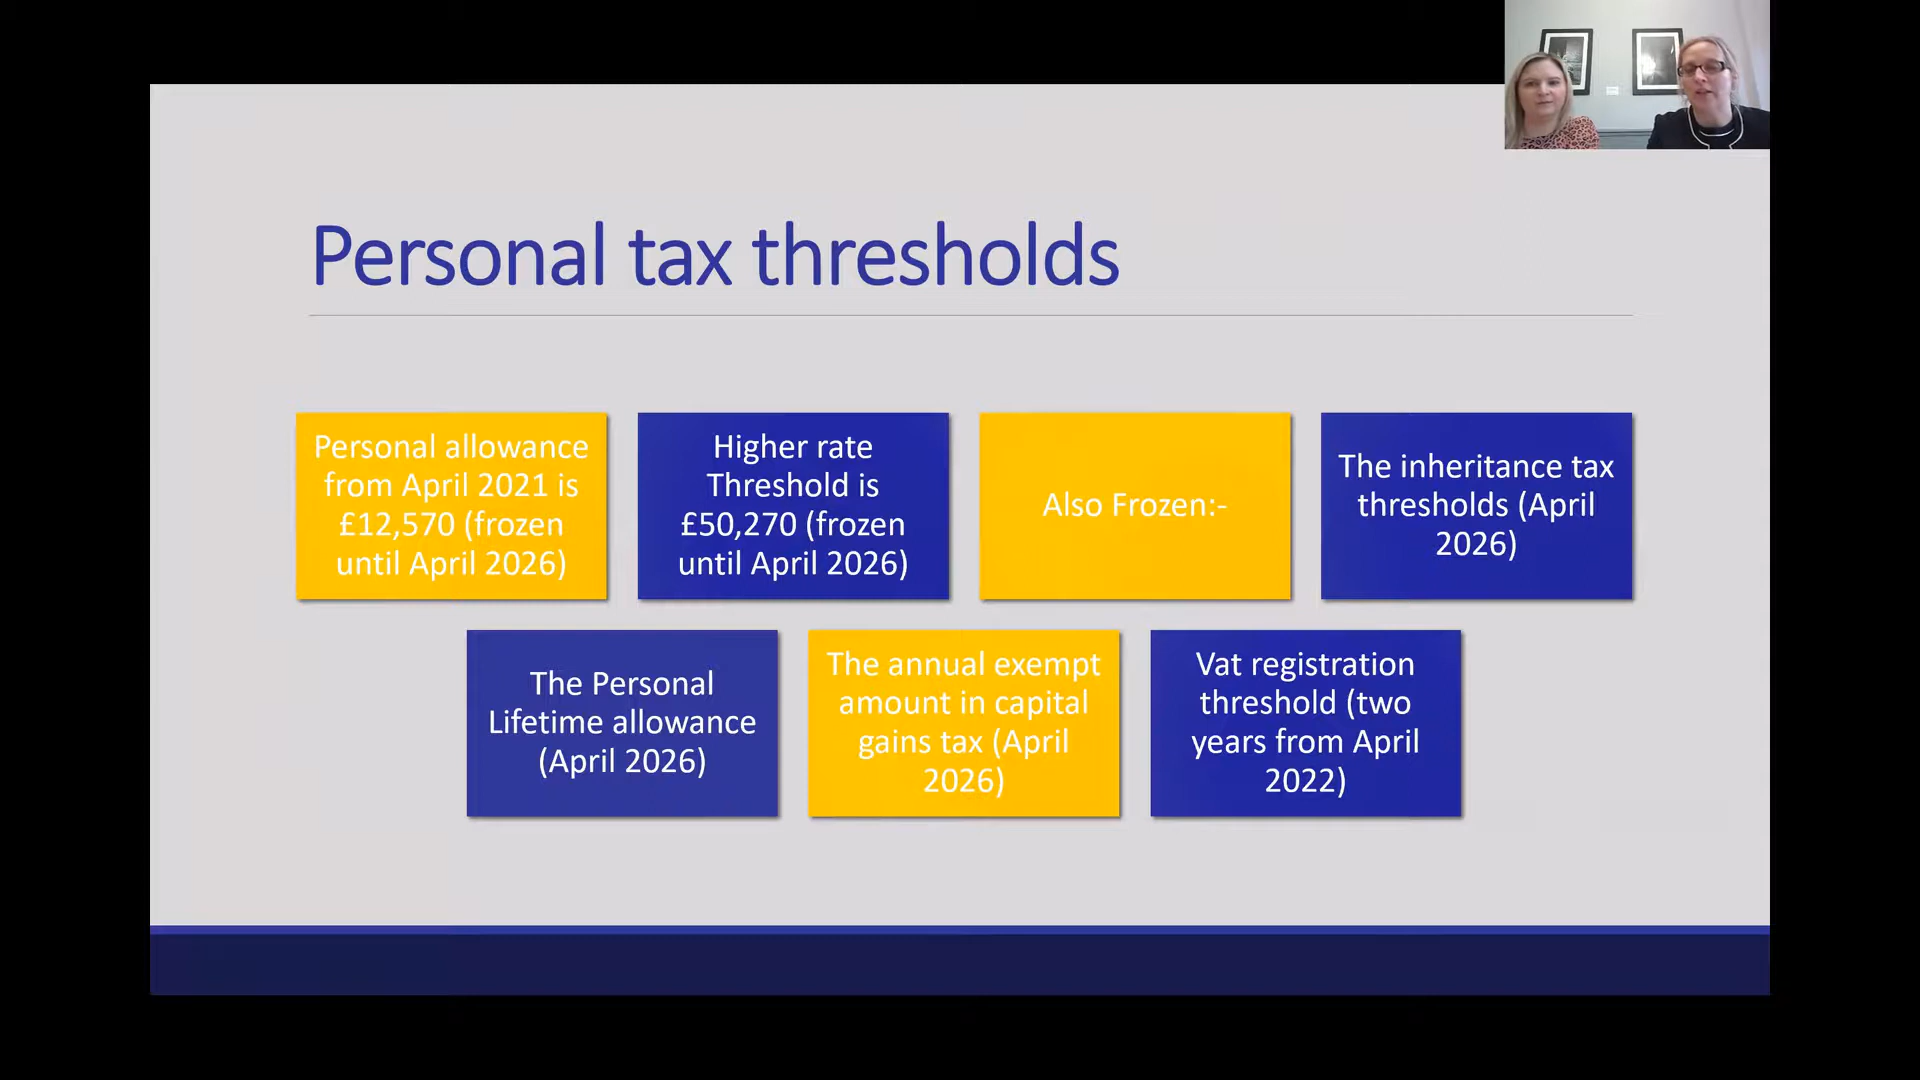 Personal tax thresholds
Personal allowance
from April 2021 is
£12,570 (frozen
until April 2026)
Higher rate
Threshold is
£50,270 (frozen
until April 2026)
Also Frozen:-
The inheritance tax
thresholds (April
2026)
The Personal
Lifetime allowance
(April 2026)
The annual exempt
amount in capital
gains tax (April
2026)
Vat registration
threshold (two
years from April
2022)